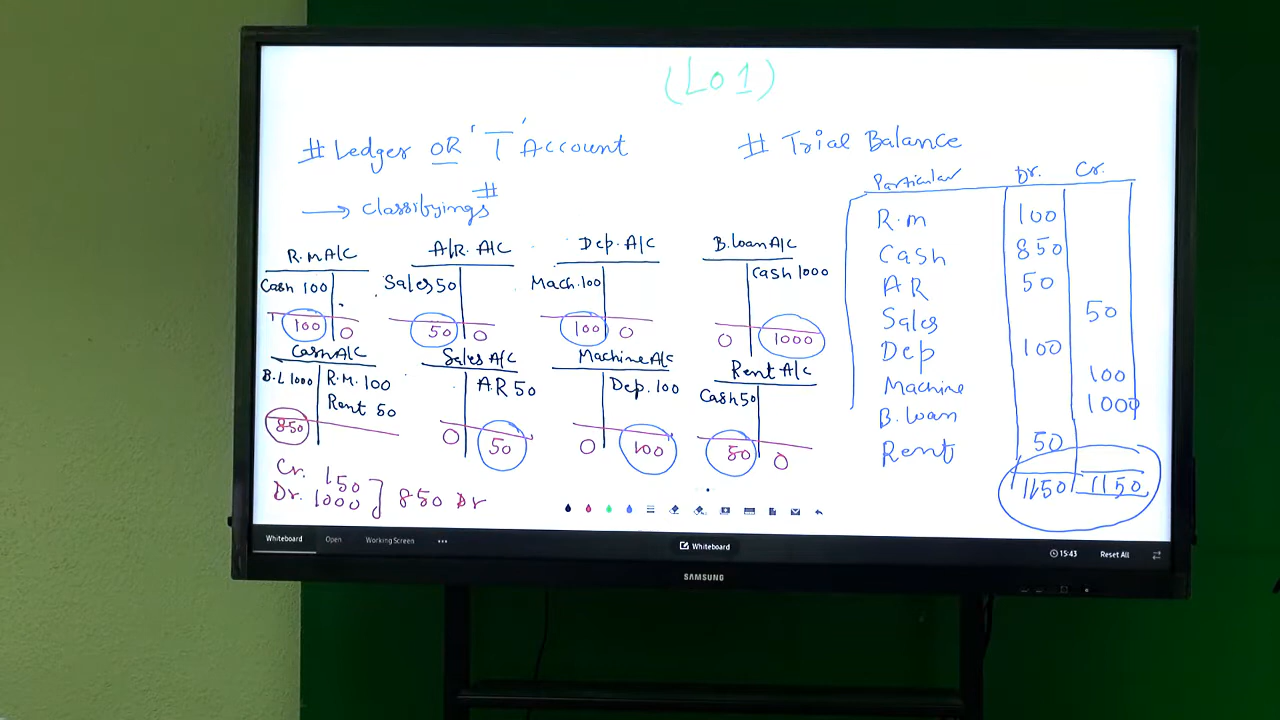 (Lo 1)
# Ledger OR 'T' Account
→ classifyings #
R.m A/C
Cash 100
100 0
A/R. A/C
Sales 50
50 0
Dep. A/C
Mach. 100
100 0
B.loan A/C
Cash 1000
0 1000
Cash A/C
B.L 1000 R.M. 100
Rent 50
850
Sales A/C
A.R 50
0 50
Machine A/C
Dep. 100
0 100
Rent A/C
Cash 50
50 0
Cr. 150
Dr. 1000 ] 850 Dr
# Trial Balance
Particular Dr. Cr.
R.m 100
Cash 850
AR 50
Sales 50
Dep 100
Machine 100
B.loan 1000
Rent 50
1150 1150
Whiteboard Open Working Screen ...
Whiteboard
15:43 Reset All
SAMSUNG